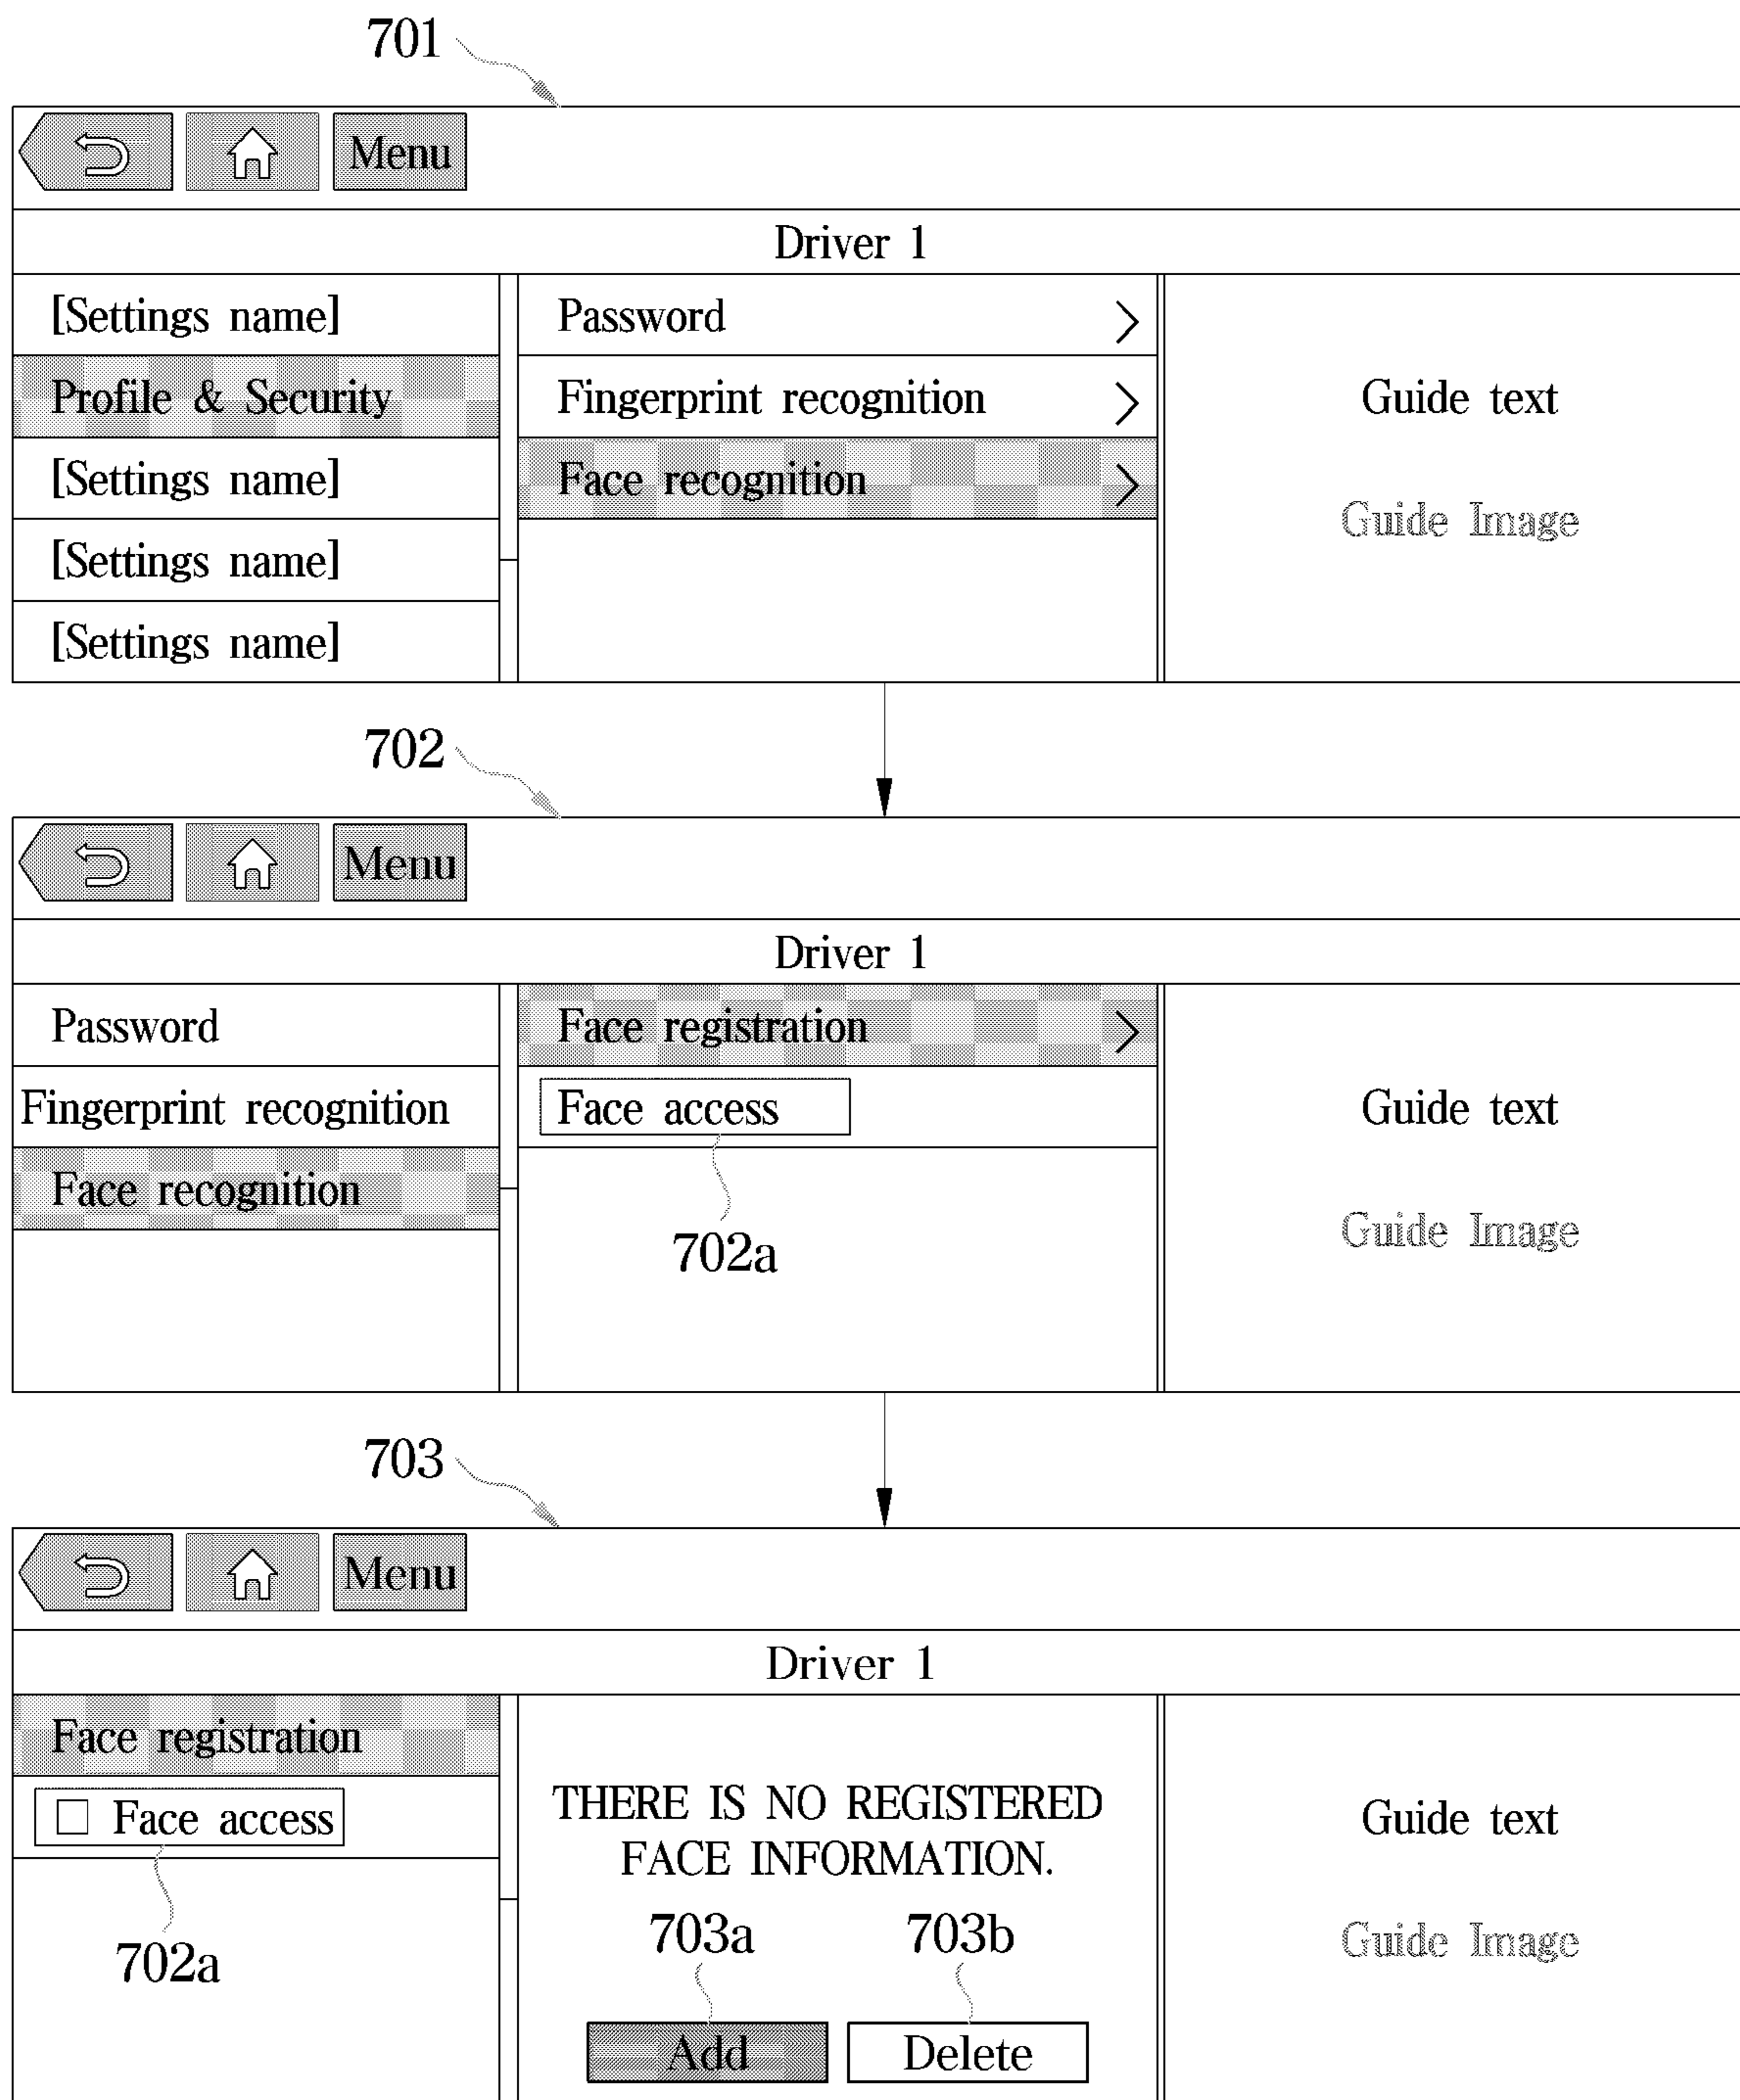 701
Menu
Driver 1
[Settings name]
Profile & Security
[Settings name]
[Settings name]
[Settings name]
Password
Fingerprint recognition
Face recognition
Guide text
Guide Image
702
Menu
Driver 1
Password
Fingerprint recognition
Face recognition
Face registration
Face access
702a
Guide text
Guide Image
703
Menu
Driver 1
Face registration
Face access
702a
THERE IS NO REGISTERED
FACE INFORMATION.
703a 703b
Add Delete
Guide text
Guide Image